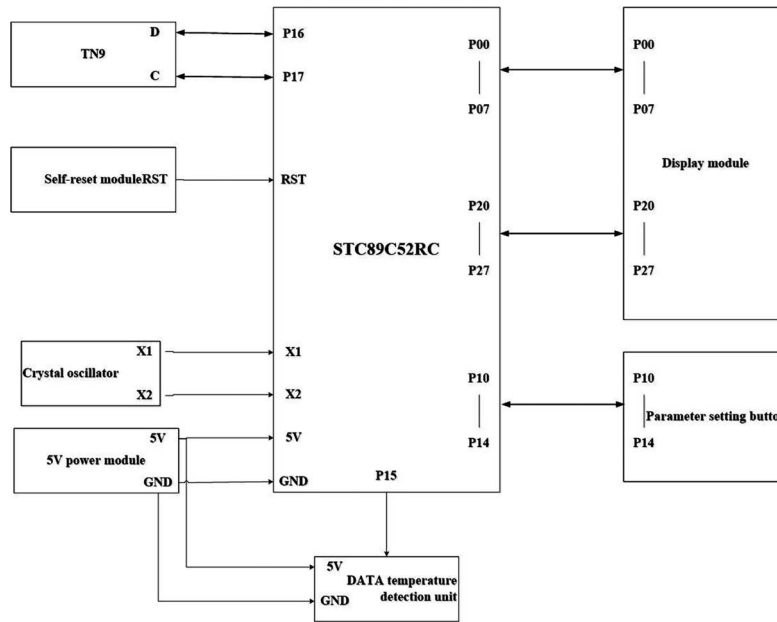 D
TN9
C
P16
P17
Self-reset moduleRST
RST
STC89C52RC
P00
P07
P20
P27
P10
P14
P00
P07
Display module
P20
P27
X1
Crystal oscillator
X2
X1
X2
5V
5V power module
GND
5V
GND
P15
P10
Parameter setting button
P14
5V
DATA temperature
detection unit
GND